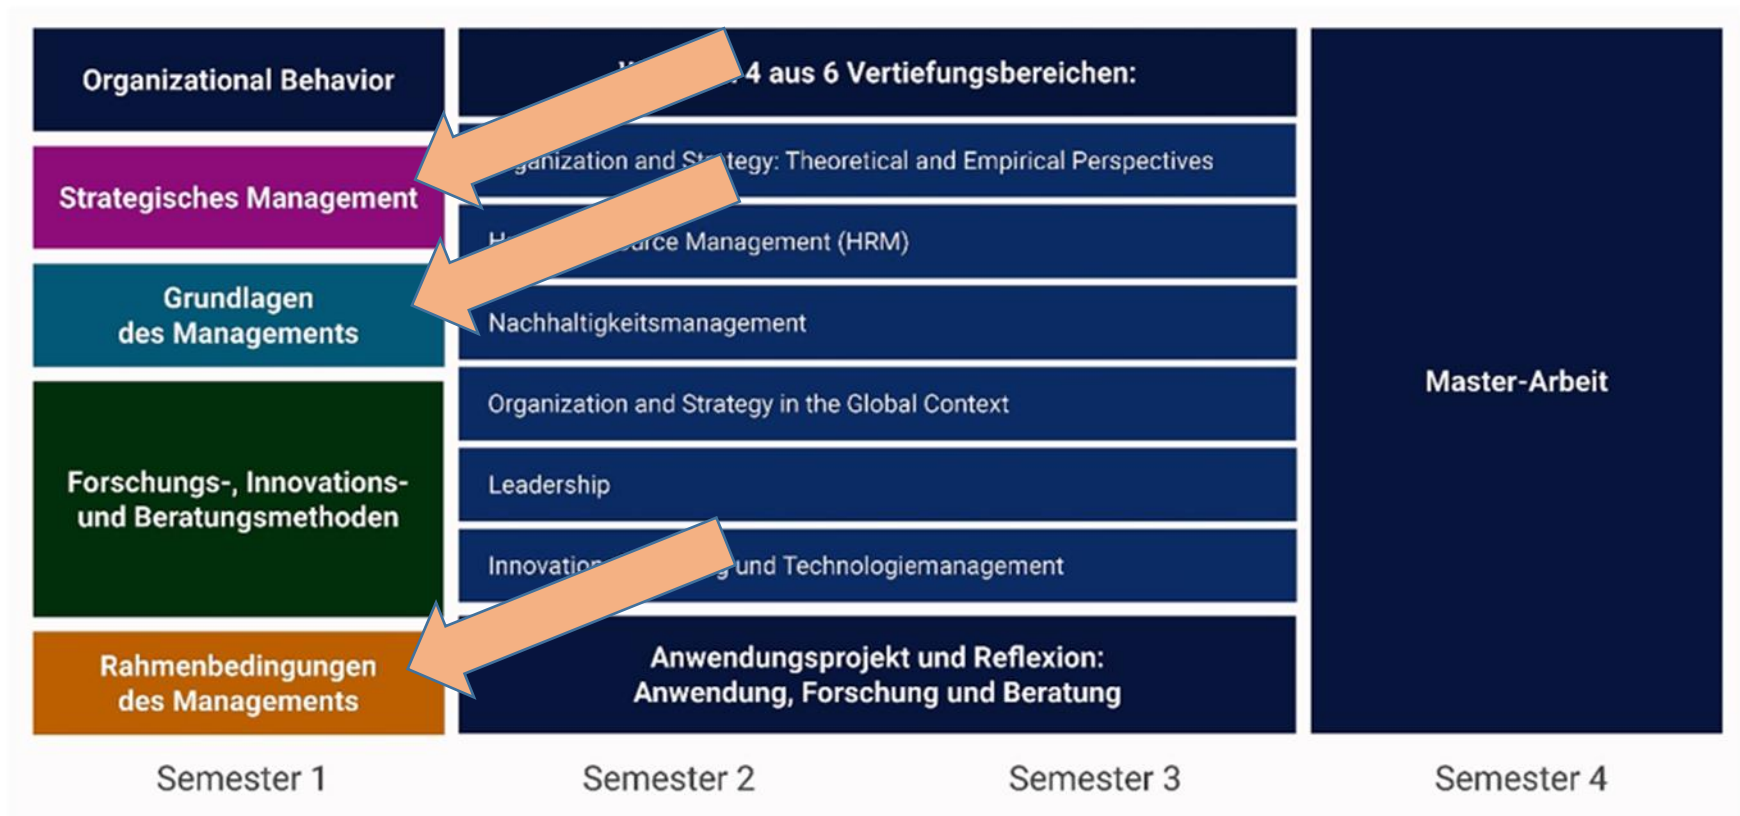 Organizational Behavior
Strategisches Management
Grundlagen
des Managements
Forschungs-, Innovations-
und Beratungsmethoden
Rahmenbedingungen
des Managements
4 aus 6 Vertiefungsbereichen:
and Strategy: Theoretical and Empirical Perspectives
Management (HRM)
Nachhaltigkeitsmanagement
Organization and Strategy in the Global Context
Leadership
und Technologiemanagement
Anwendungsprojekt und Reflexion:
Anwendung, Forschung und Beratung
Master-Arbeit
Semester 1
Semester 2
Semester 3
Semester 4